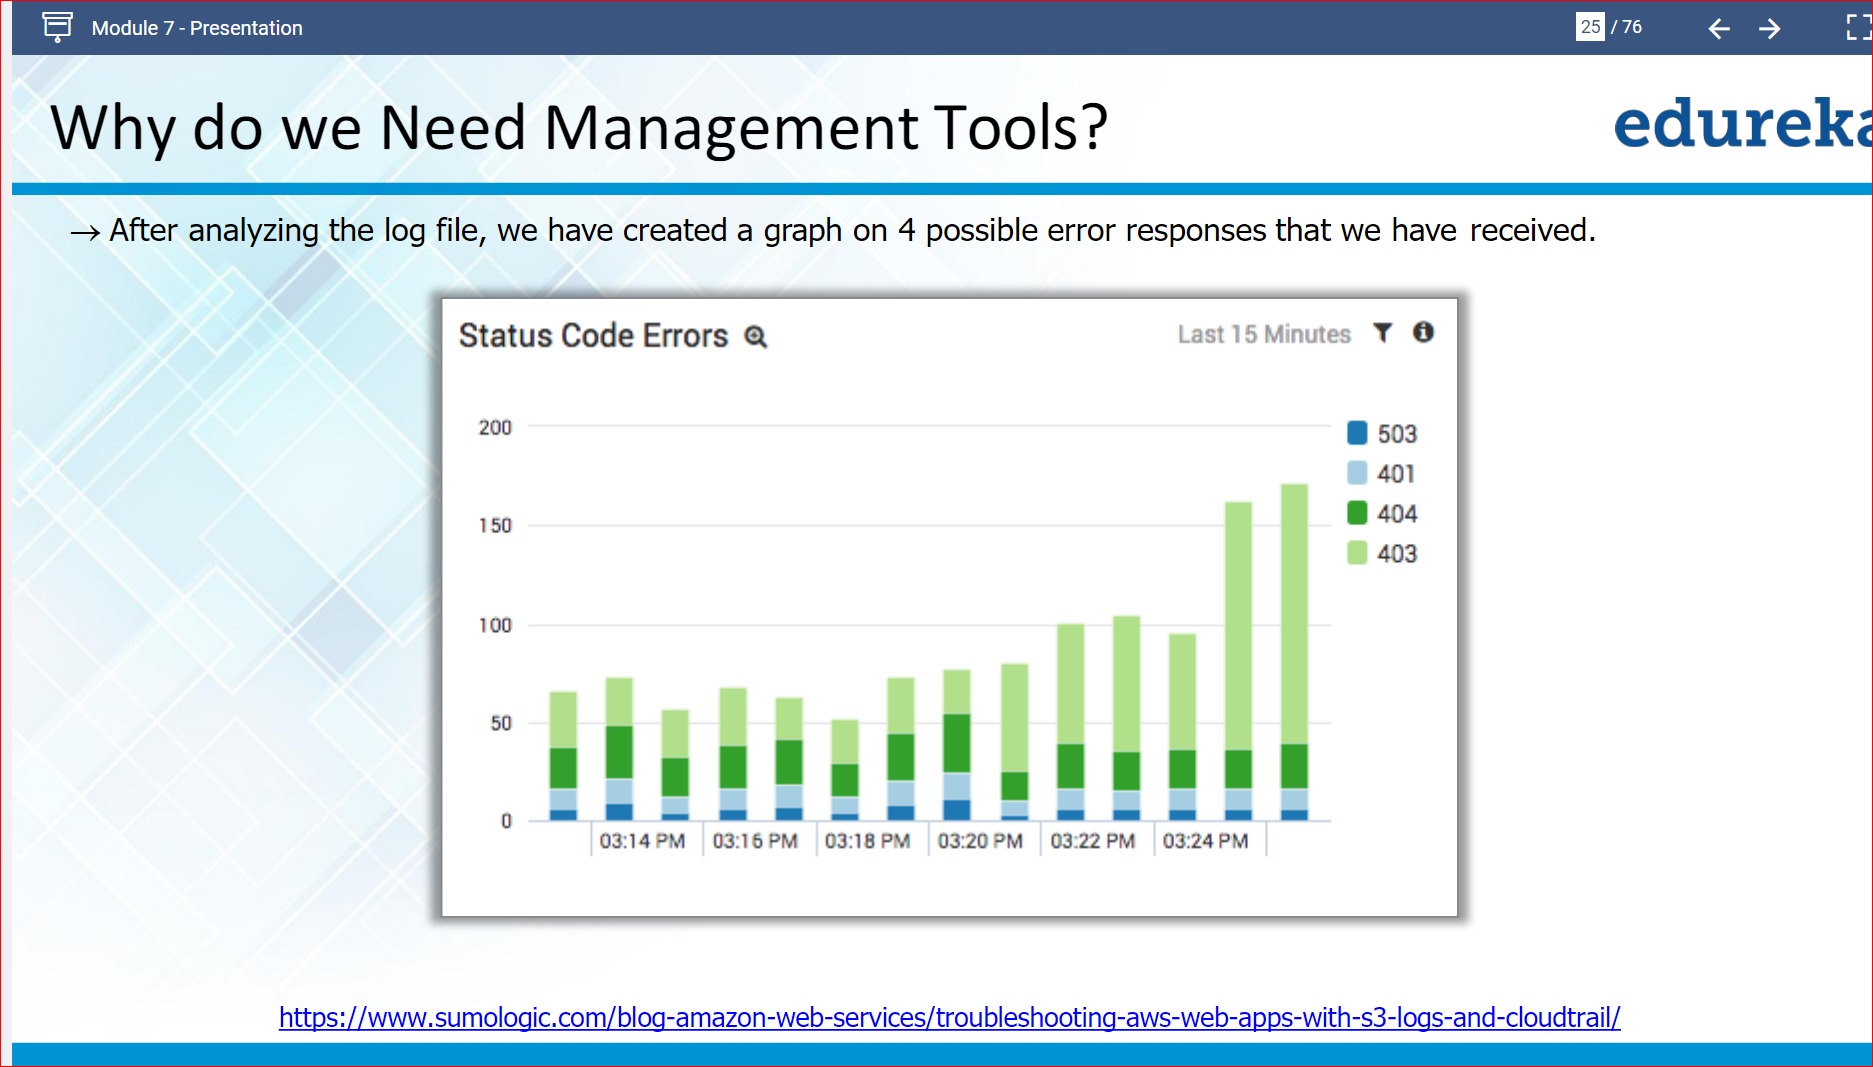 Module 7 - Presentation
25 / 76
Why do we Need Management Tools?
edureka
→ After analyzing the log file, we have created a graph on 4 possible error responses that we have received.
Status Code Errors
Last 15 Minutes
200
150
100
50
0
503
401
404
403
03:14 PM 03:16 PM 03:18 PM 03:20 PM 03:22 PM 03:24 PM
https://www.sumologic.com/blog-amazon-web-services/troubleshooting-aws-web-apps-with-s3-logs-and-cloudtrail/